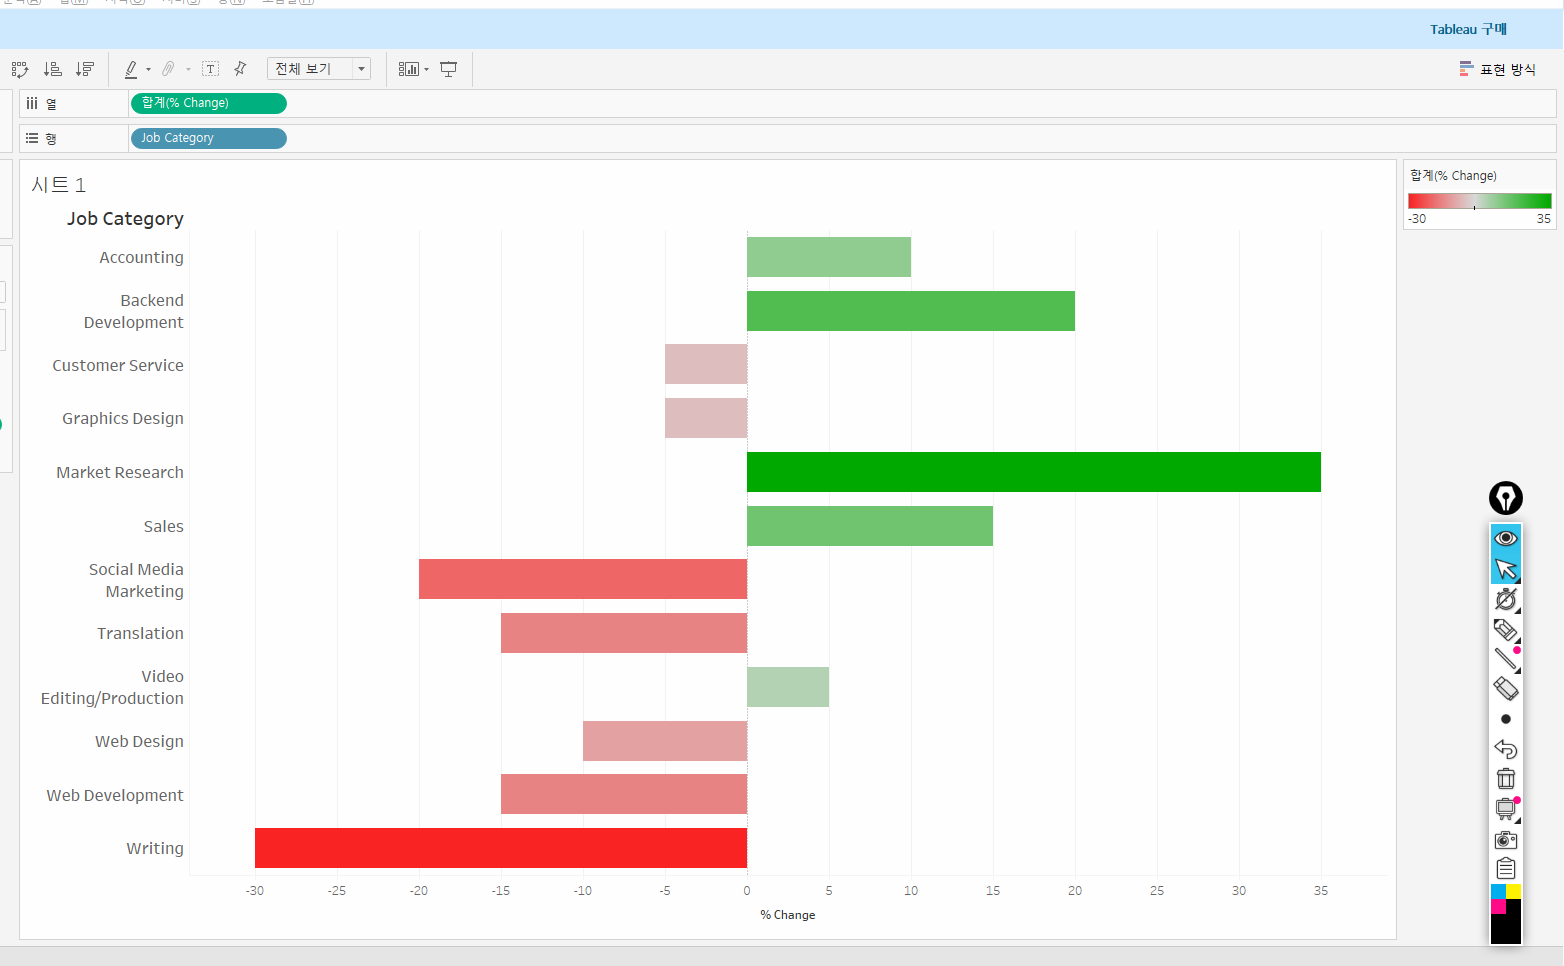 Tableau 구매
전체 보기
표현 방식
열
합계(% Change)
행
Job Category
시트 1
합계(% Change)
-30 35
Job Category
Accounting
Backend
Development
Customer Service
Graphics Design
Market Research
Sales
Social Media
Marketing
Translation
Video
Editing/Production
Web Design
Web Development
Writing
-30 -25 -20 -15 -10 -5 0 5 10 15 20 25 30 35
% Change